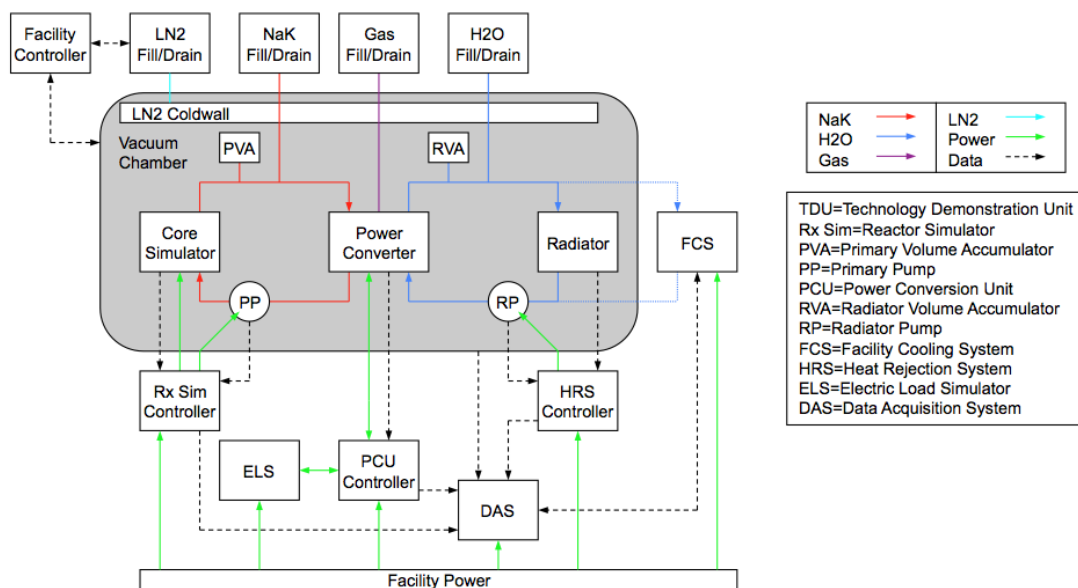 Facility
Controller
LN2
Fill/Drain
NaK
Fill/Drain
Gas
Fill/Drain
H2O
Fill/Drain
LN2 Coldwall
Vacuum
Chamber
PVA
RVA
Core
Simulator
Power
Converter
Radiator
FCS
PP
RP
Rx Sim
Controller
HRS
Controller
ELS
PCU
Controller
DAS
Facility Power
NaK
H2O
Gas
LN2
Power
Data
TDU=Technology Demonstration Unit
Rx Sim=Reactor Simulator
PVA=Primary Volume Accumulator
PP=Primary Pump
PCU=Power Conversion Unit
RVA=Radiator Volume Accumulator
RP=Radiator Pump
FCS=Facility Cooling System
HRS=Heat Rejection System
ELS=Electric Load Simulator
DAS=Data Acquisition System